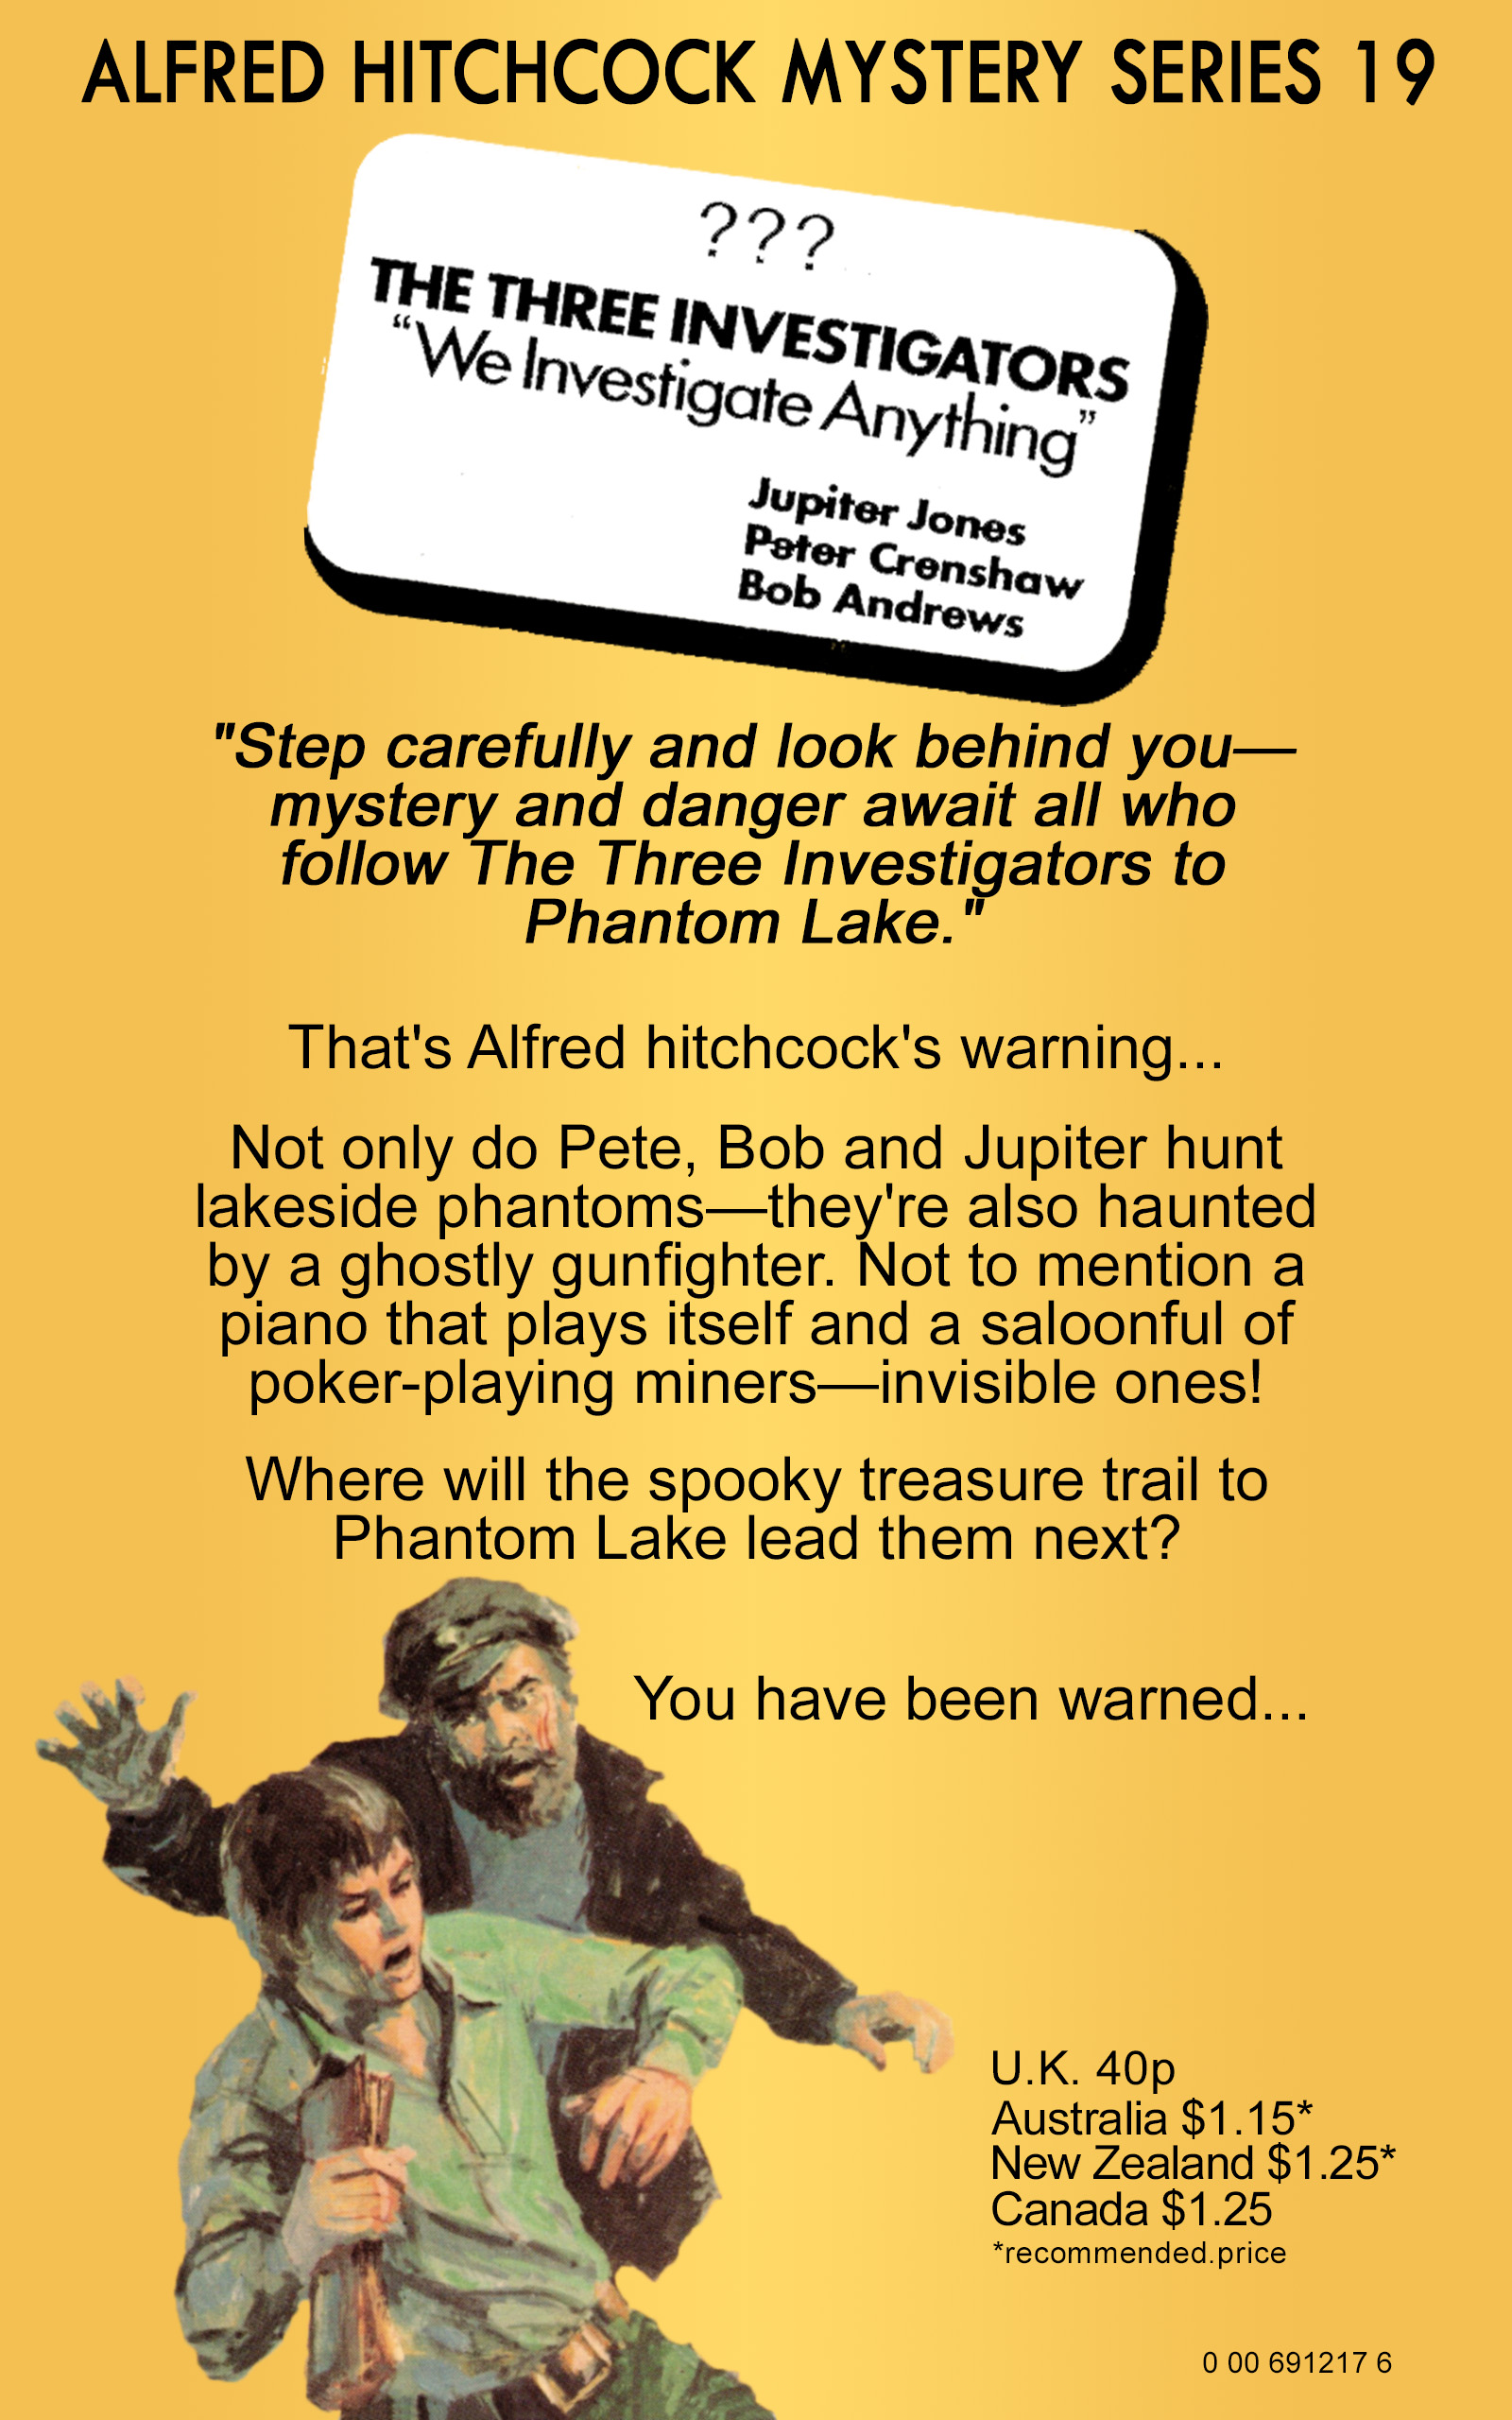 ALFRED HITCHCOCK MYSTERY SERIES 19
???
THE THREE INVESTIGATORS
“We Investigate Anything”
Jupiter Jones
Peter Crenshaw
Bob Andrews
"Step carefully and look behind you—
mystery and danger await all who
follow The Three Investigators to
Phantom Lake."
That's Alfred hitchcock's warning...
Not only do Pete, Bob and Jupiter hunt
lakeside phantoms—they're also haunted
by a ghostly gunfighter. Not to mention a
piano that plays itself and a saloonful of
poker-playing miners—invisible ones!
Where will the spooky treasure trail to
Phantom Lake lead them next?
You have been warned...
U.K. 40p
Australia $1.15*
New Zealand $1.25*
Canada $1.25
*recommended.price
0 00 691217 6